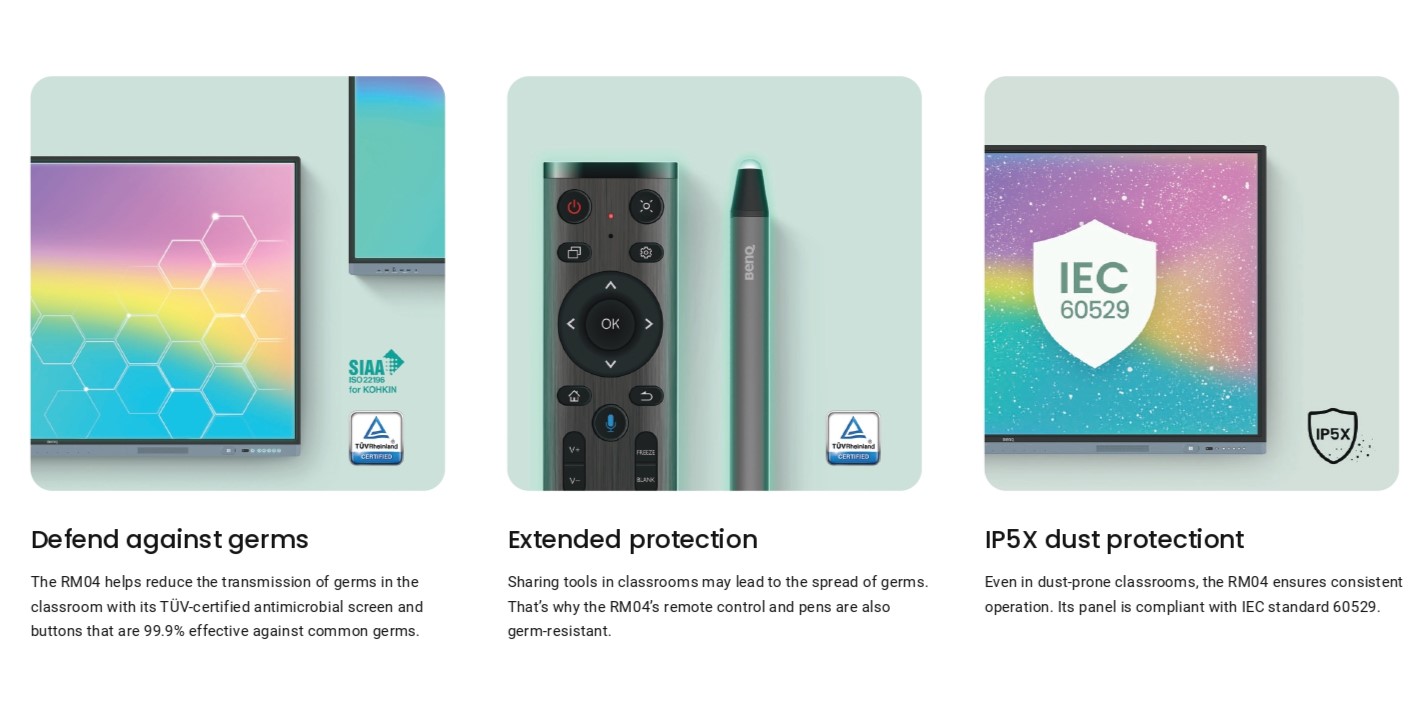 SIAA
ISO 22196
for KOHKIN
TÜVRheinland®
CERTIFIED
OK
V+
V−
FREEZE
BLANK
BenQ
TÜVRheinland®
CERTIFIED
IEC
60529
IP5X
Defend against germs
The RM04 helps reduce the transmission of germs in the
classroom with its TÜV-certified antimicrobial screen and
buttons that are 99.9% effective against common germs.
Extended protection
Sharing tools in classrooms may lead to the spread of germs.
That’s why the RM04’s remote control and pens are also
germ-resistant.
IP5X dust protectiont
Even in dust-prone classrooms, the RM04 ensures consistent
operation. Its panel is compliant with IEC standard 60529.